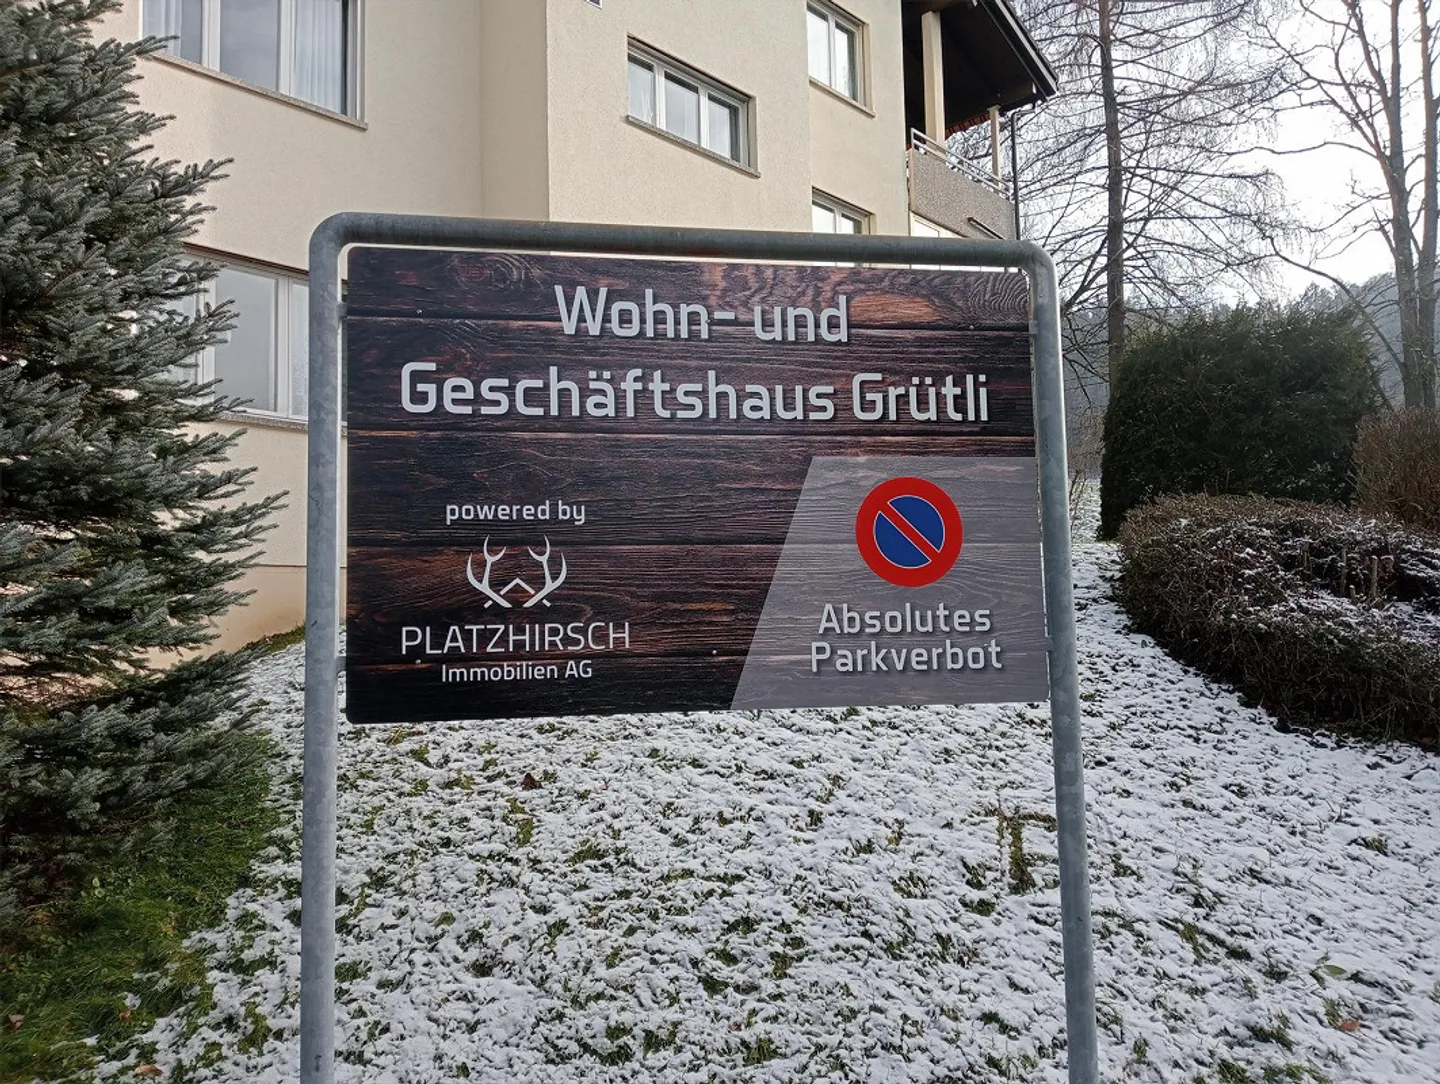 Wohn- und
Geschäftshaus Grütli
powered by
PLATZHIRSCH
Immobilien AG
Absolutes
Parkverbot